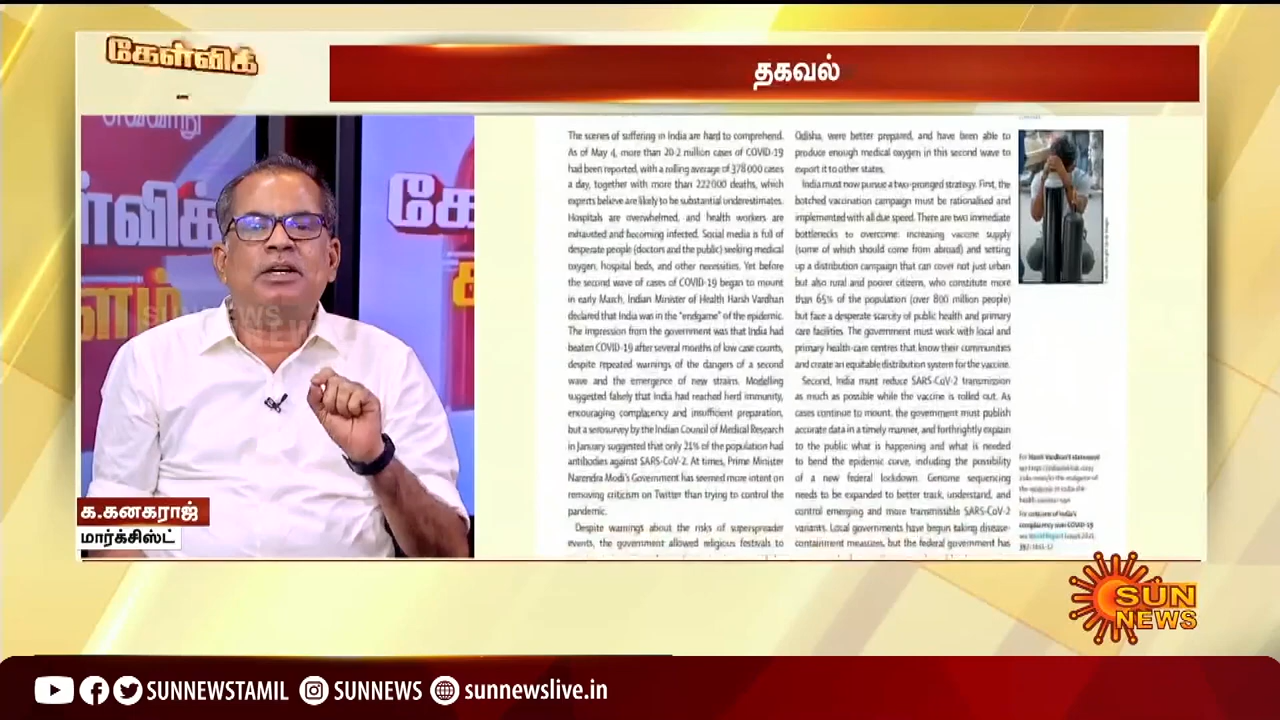 கேள்விக்
தகவல்
The scenes of suffering in India are hard to comprehend.
As of May 4, more than 20·2 million cases of COVID-19
had been reported, with a rolling average of 378 000 cases
a day, together with more than 222 000 deaths, which
experts believe are likely to be substantial underestimates.
Hospitals are overwhelmed, and health workers are
exhausted and becoming infected. Social media is full of
desperate people (doctors and the public) seeking medical
oxygen, hospital beds, and other necessities. Yet before
the second wave of cases of COVID-19 began to mount
in early March, Indian Minister of Health Harsh Vardhan
declared that India was in the "endgame" of the epidemic.
The impression from the government was that India had
beaten COVID-19 after several months of low case counts,
despite repeated warnings of the dangers of a second
wave and the emergence of new strains. Modelling
suggested falsely that India had reached herd immunity,
encouraging complacency and insufficient preparation,
but a serosurvey by the Indian Council of Medical Research
in January suggested that only 21% of the population had
antibodies against SARS-CoV-2. At times, Prime Minister
Narendra Modi's Government has seemed more intent on
removing criticism on Twitter than trying to control the
pandemic.
Despite warnings about the risks of superspreader
events, the government allowed religious festivals to
Odisha, were better prepared, and have been able to
produce enough medical oxygen in this second wave to
export it to other states.
India must now pursue a two-pronged strategy. First, the
botched vaccination campaign must be rationalised and
implemented with all due speed. There are two immediate
bottlenecks to overcome: increasing vaccine supply
(some of which should come from abroad) and setting
up a distribution campaign that can cover not just urban
but also rural and poorer citizens, who constitute more
than 65% of the population (over 800 million people)
but face a desperate scarcity of public health and primary
care facilities. The government must work with local and
primary health-care centres that know their communities
and create an equitable distribution system for the vaccine.
Second, India must reduce SARS-CoV-2 transmission
as much as possible while the vaccine is rolled out. As
cases continue to mount, the government must publish
accurate data in a timely manner, and forthrightly explain
to the public what is happening and what is needed
to bend the epidemic curve, including the possibility
of a new federal lockdown. Genome sequencing
needs to be expanded to better track, understand, and
control emerging and more transmissible SARS-CoV-2
variants. Local governments have begun taking disease-
containment measures, but the federal government has
For Harsh Vardhan's statement
க.கனகராஜ்
மார்க்சிஸ்ட்
SUN
NEWS
SUNNEWSTAMIL SUNNEWS sunnewslive.in